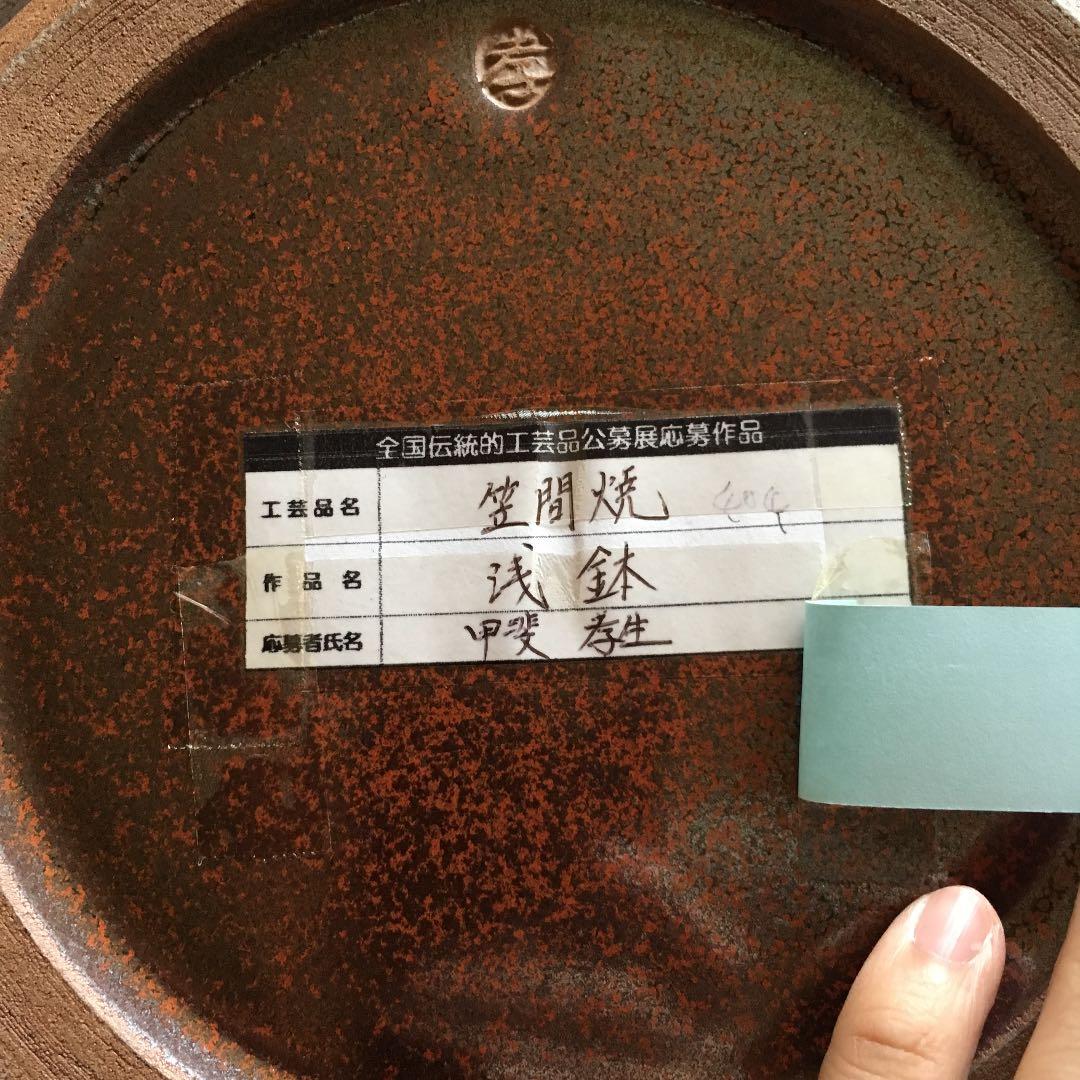 孝
全国伝統的工芸品公募展応募作品
工芸品名 笠間焼
作品名 浅鉢
応募者氏名 甲斐 孝生